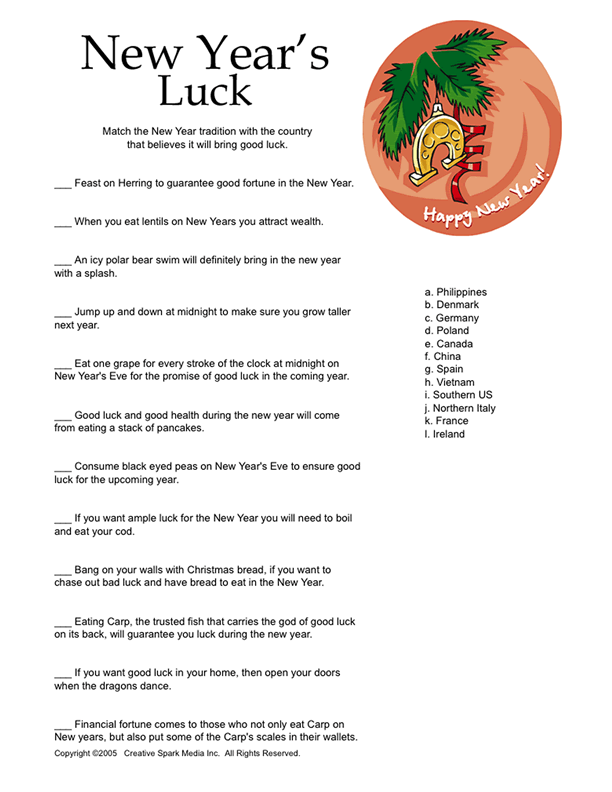 New Year's
Luck
Match the New Year tradition with the country
that believes it will bring good luck.
Happy New Year!
___ Feast on Herring to guarantee good fortune in the New Year.
___ When you eat lentils on New Years you attract wealth.
___ An icy polar bear swim will definitely bring in the new year
with a splash.
___ Jump up and down at midnight to make sure you grow taller
next year.
___ Eat one grape for every stroke of the clock at midnight on
New Year's Eve for the promise of good luck in the coming year.
___ Good luck and good health during the new year will come
from eating a stack of pancakes.
___ Consume black eyed peas on New Year's Eve to ensure good
luck for the upcoming year.
___ If you want ample luck for the New Year you will need to boil
and eat your cod.
___ Bang on your walls with Christmas bread, if you want to
chase out bad luck and have bread to eat in the New Year.
___ Eating Carp, the trusted fish that carries the god of good luck
on its back, will guarantee you luck during the new year.
___ If you want good luck in your home, then open your doors
when the dragons dance.
___ Financial fortune comes to those who not only eat Carp on
New years, but also put some of the Carp's scales in their wallets.
a. Philippines
b. Denmark
c. Germany
d. Poland
e. Canada
f. China
g. Spain
h. Vietnam
i. Southern US
j. Northern Italy
k. France
l. Ireland
Copyright ©2005 Creative Spark Media Inc. All Rights Reserved.